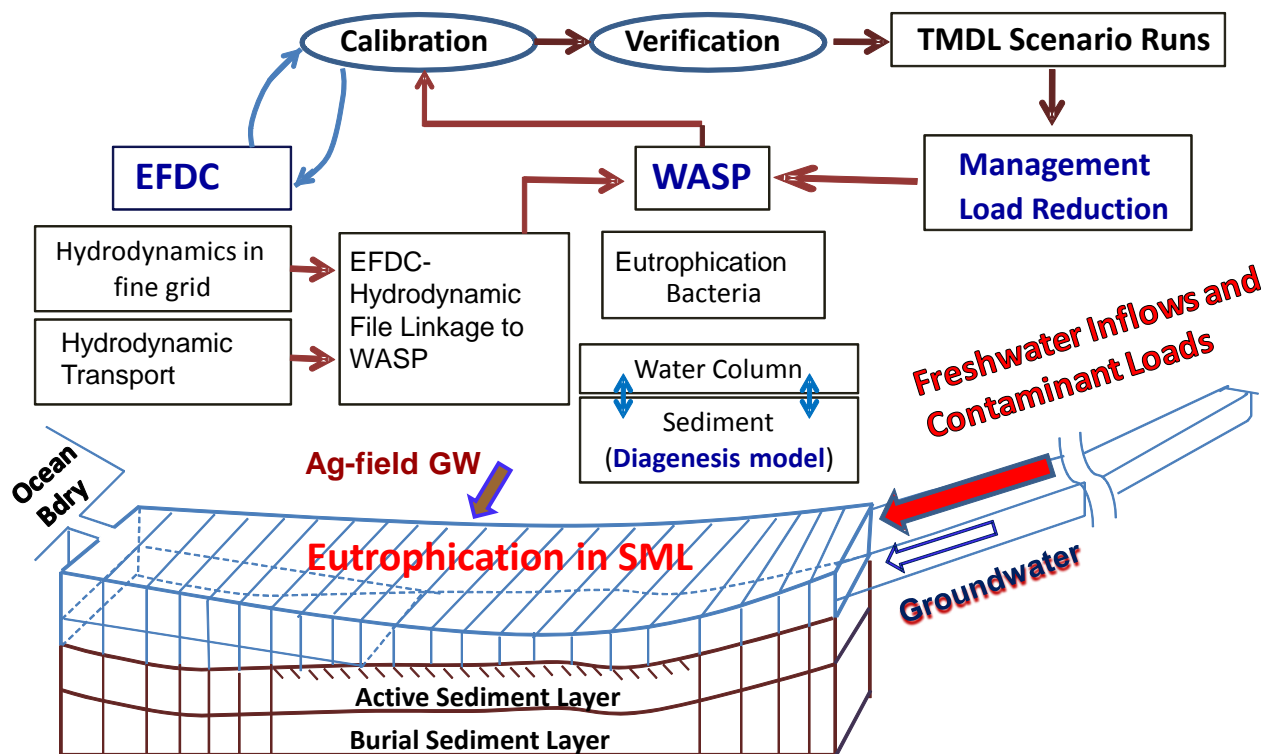 Calibration
Verification
TMDL Scenario Runs
EFDC
WASP
Management
Load Reduction
Hydrodynamics in
fine grid
Hydrodynamic
Transport
EFDC-
Hydrodynamic
File Linkage to
WASP
Eutrophication
Bacteria
Water Column
Sediment
(Diagenesis model)
Freshwater Inflows and
Contaminant Loads
Ocean
Bdry
Ag-field GW
Eutrophication in SML
Groundwater
Active Sediment Layer
Burial Sediment Layer